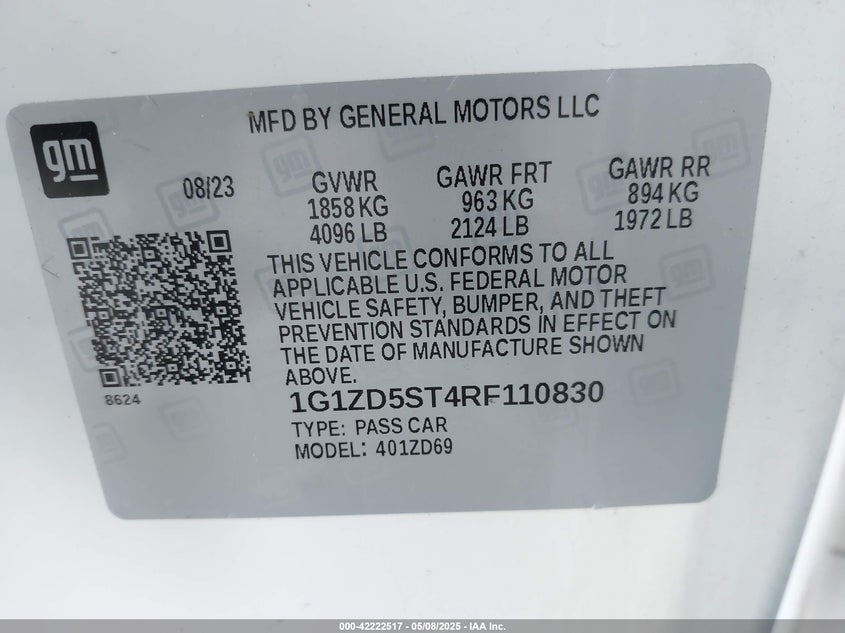 MFD BY GENERAL MOTORS LLC
gm
08/23
GVWR
1858 KG
4096 LB
GAWR FRT
963 KG
2124 LB
GAWR RR
894 KG
1972 LB
THIS VEHICLE CONFORMS TO ALL
APPLICABLE U.S. FEDERAL MOTOR
VEHICLE SAFETY, BUMPER, AND THEFT
PREVENTION STANDARDS IN EFFECT ON
THE DATE OF MANUFACTURE SHOWN
ABOVE.
8624
1G1ZD5ST4RF110830
TYPE: PASS CAR
MODEL: 401ZD69
000-42222517 - 05/08/2025 - IAA Inc.